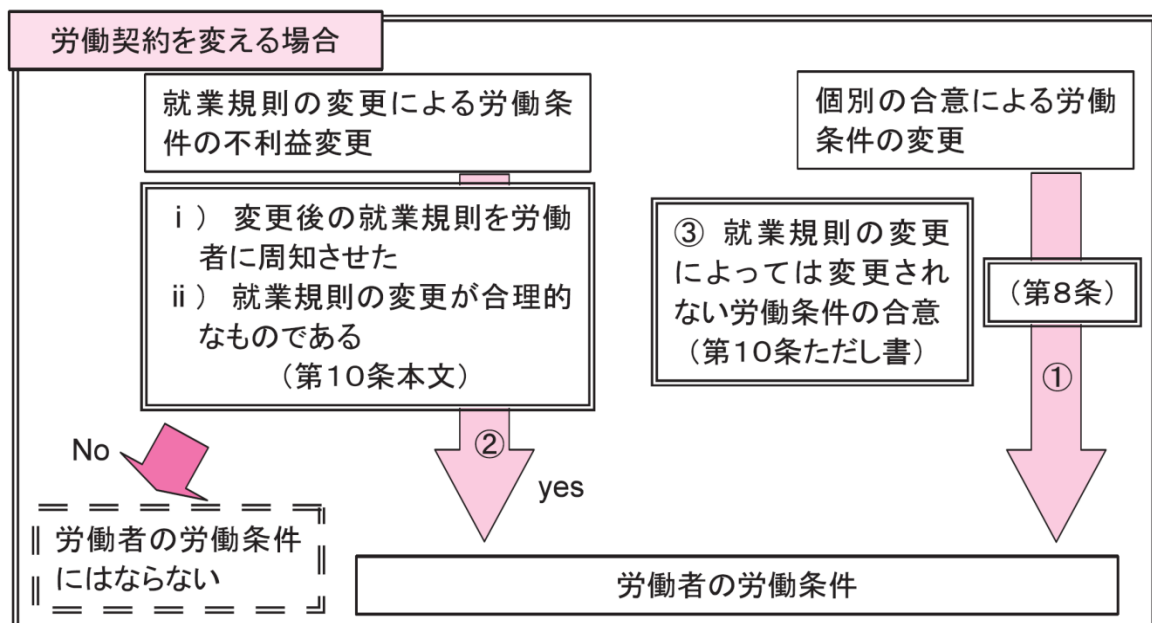 労働契約を変える場合
就業規則の変更による労働条
件の不利益変更
個別の合意による労働
条件の変更
ⅰ） 変更後の就業規則を労働
者に周知させた
ⅱ） 就業規則の変更が合理的
なものである
（第１０条本文）
③ 就業規則の変更
によっては変更され
ない労働条件の合意
（第１０条ただし書）
（第８条）
①
②
No
yes
労働者の労働条件
にはならない
労働者の労働条件